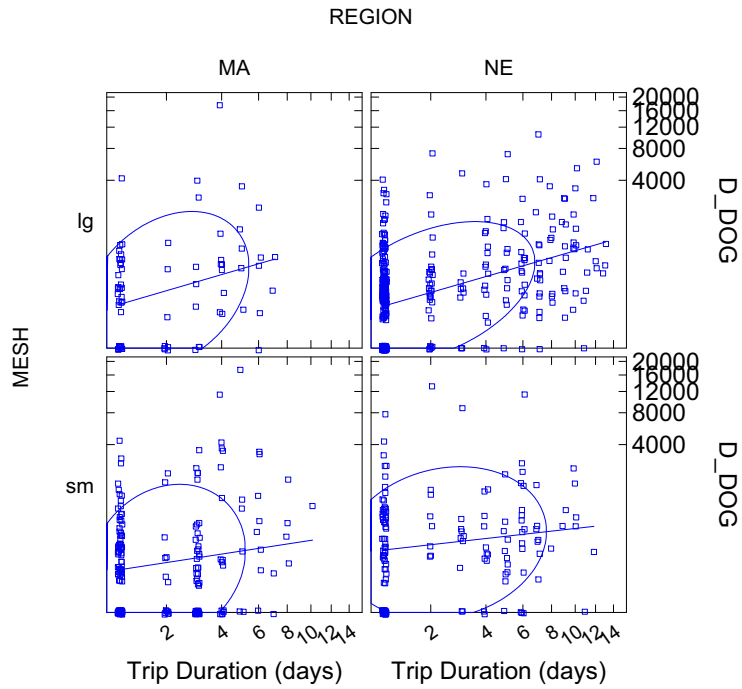 REGION
MA NE
20000
12000
8000
4000
lg
D_DOG
MESH
20000
16000
12000
8000
4000
sm
D_DOG
2 4 6 8 10 12 14 2 4 6 8 10 12 14
Trip Duration (days) Trip Duration (days)